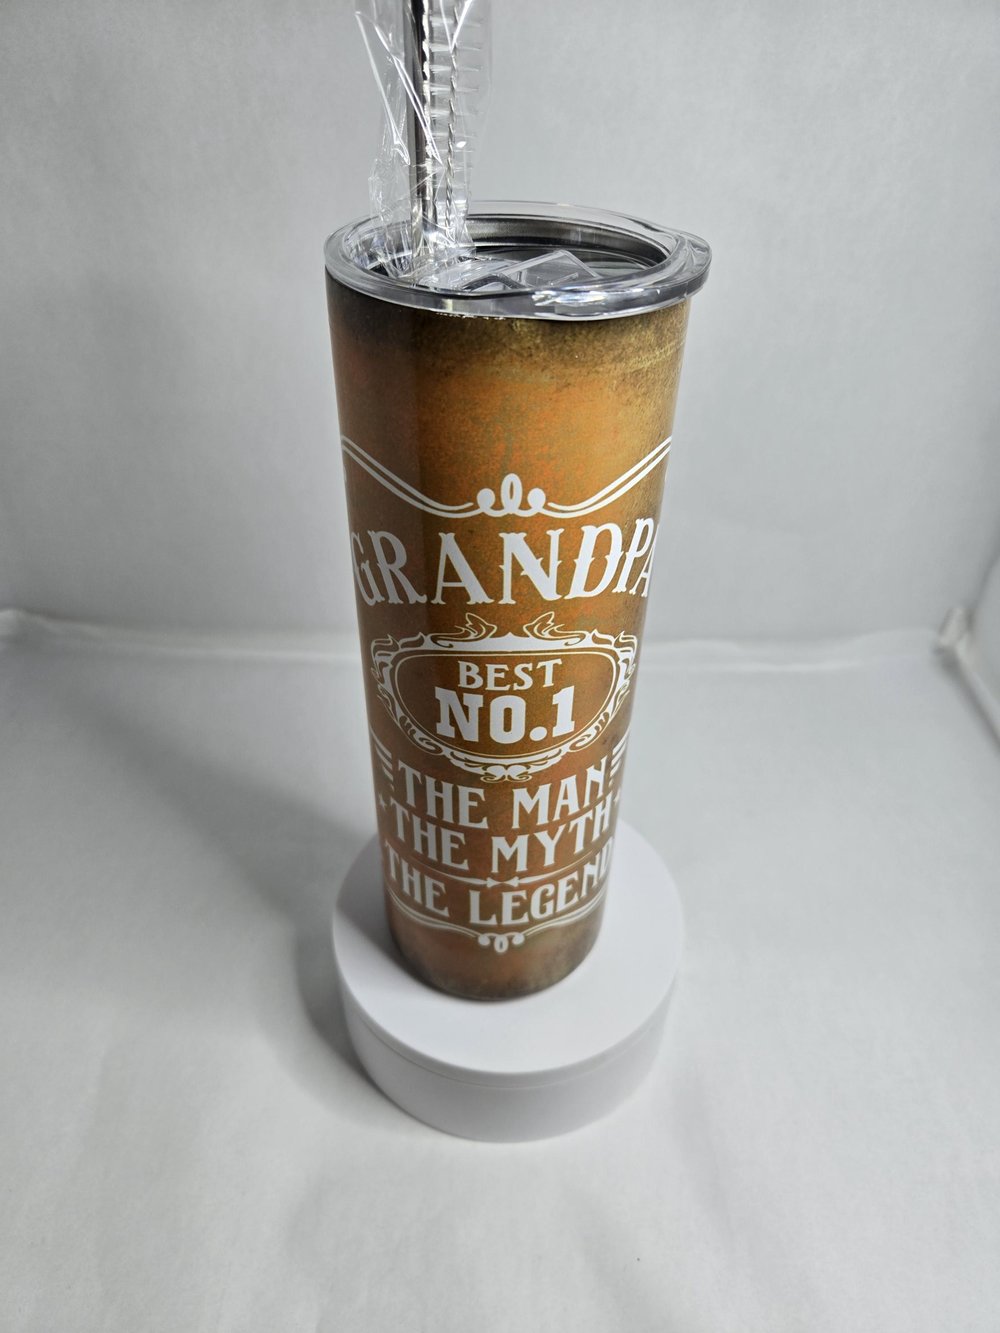 GRANDPA
BEST
NO.1
THE MAN
THE MYTH
THE LEGEND